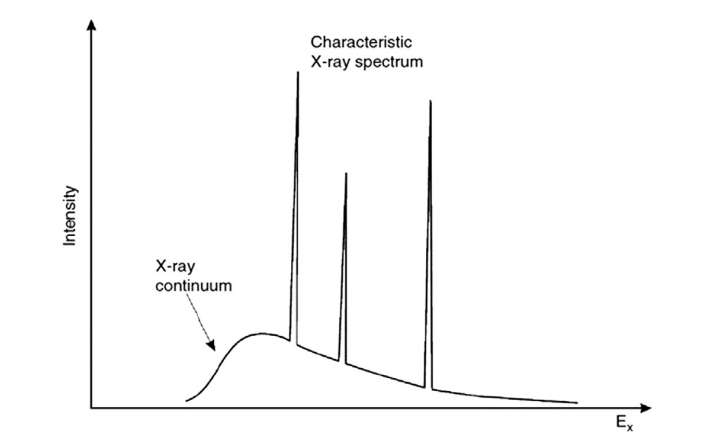 Characteristic
X-ray spectrum
Intensity
X-ray
continuum
Ex